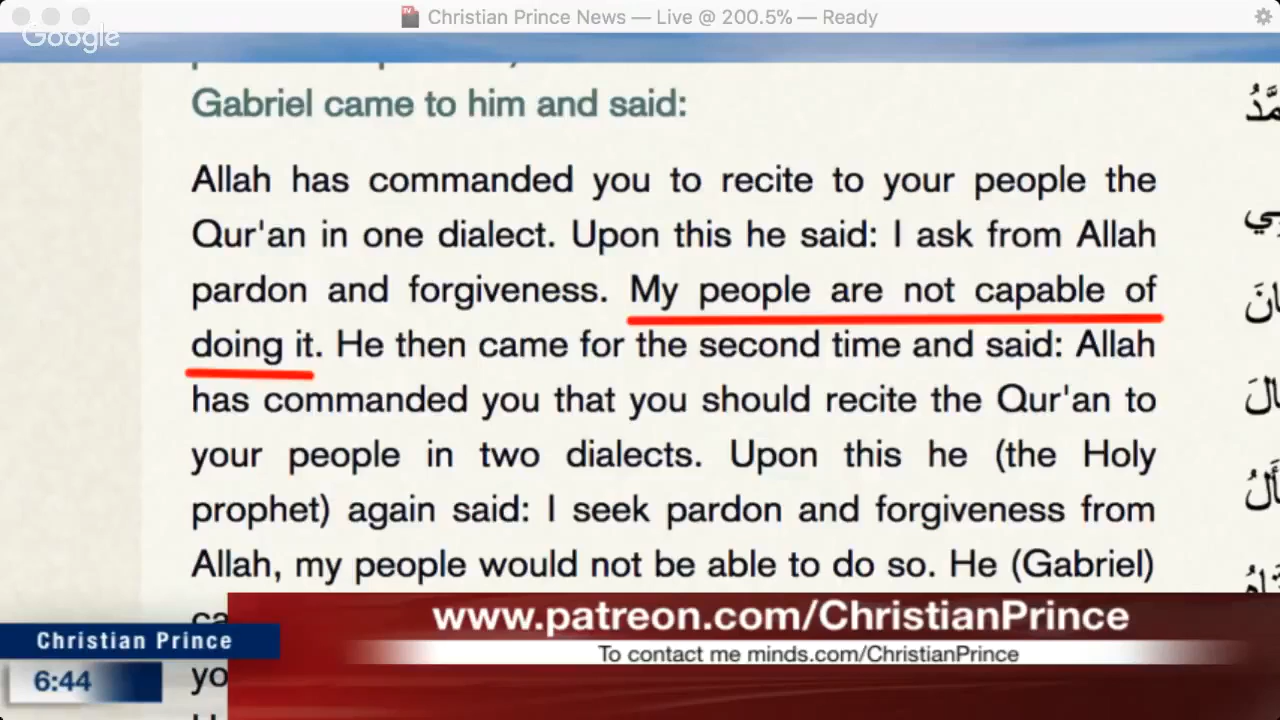 Christian Prince News — Live @ 200.5% — Ready
Google
Gabriel came to him and said:
Allah has commanded you to recite to your people the
Qur'an in one dialect. Upon this he said: I ask from Allah
pardon and forgiveness. My people are not capable of
doing it. He then came for the second time and said: Allah
has commanded you that you should recite the Qur'an to
your people in two dialects. Upon this he (the Holy
prophet) again said: I seek pardon and forgiveness from
Allah, my people would not be able to do so. He (Gabriel)
www.patreon.com/ChristianPrince
To contact me minds.com/ChristianPrince
Christian Prince
6:44